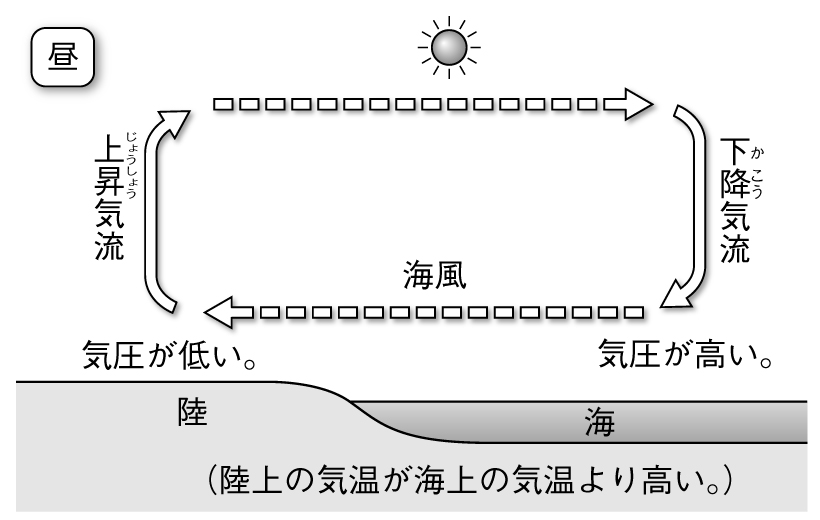 昼
上昇気流
じょうしょう
下降気流
かこう
海風
気圧が低い。
気圧が高い。
陸
海
（陸上の気温が海上の気温より高い。）